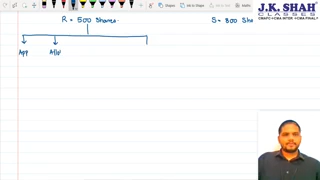 R = 500 Shares
S = 800 Sha
App
Allot
J.K. SHAH
CLASSES